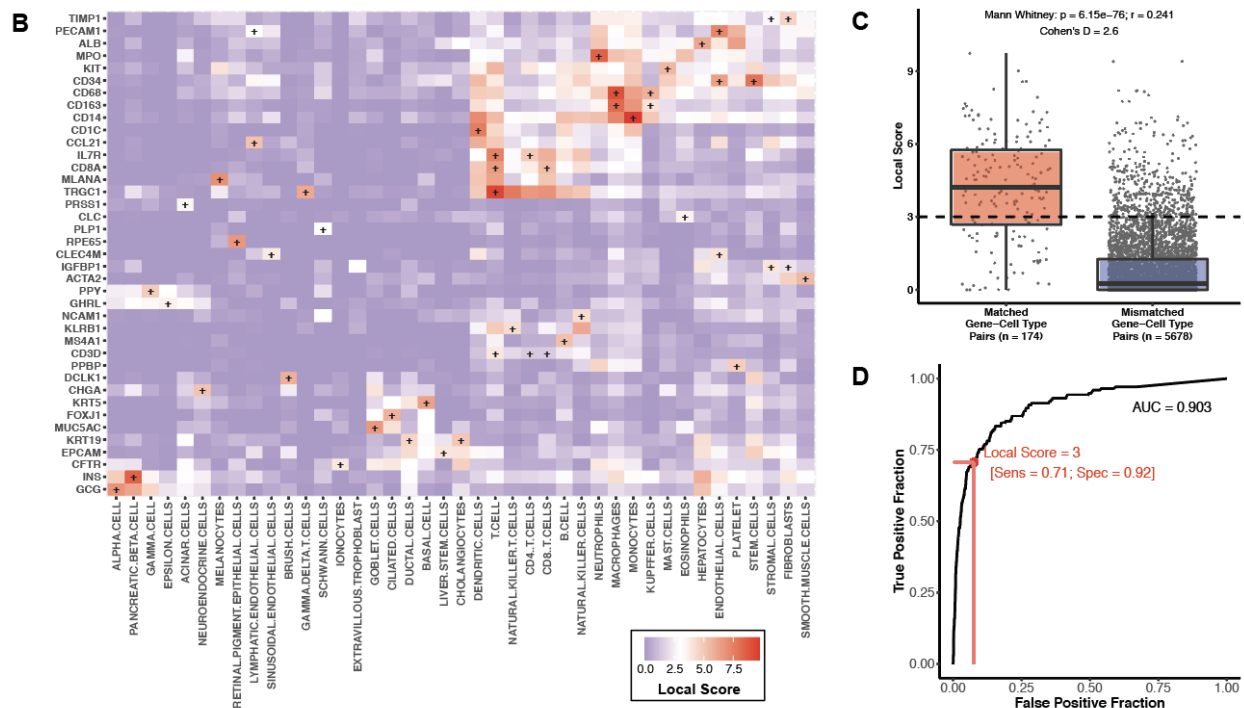 B
TIMP1
PECAM1
ALB
MPO
KIT
CD34
CD68
CD163
CD14
CD1C
CCL21
IL7R
CD8A
MLANA
TRGC1
PRSS1
CLC
PLP1
RPE65
CLEC4M
IGFBP1
ACTA2
PPY
GHRL
NCAM1
KLRB1
MS4A1
CD3D
PPBP
DCLK1
CHGA
KRT5
FOXJ1
MUC5AC
KRT19
EPCAM
CFTR
INS
GCG
ALPHA.CELL
PANCREATIC.BETA.CELL
GAMMA.CELL
EPSILON.CELLS
ACINAR.CELLS
NEUROENDOCRINE.CELLS
MELANOCYTES
RETINAL.PIGMENT.EPITHELIAL.CELLS
LYMPHATIC.ENDOTHELIAL.CELLS
SINUSOIDAL.ENDOTHELIAL.CELLS
BRUSH.CELLS
GAMMA.DELTA.T.CELLS
SCHWANN.CELLS
IONOCYTES
EXTRAVILLOUS.TROPHOBLAST
GOBLET.CELLS
CILIATED.CELLS
DUCTAL.CELLS
BASAL.CELL
LIVER.STEM.CELLS
CHOLANGIOCYTES
DENDRITIC.CELLS
T.CELL
NATURAL.KILLER.T.CELLS
CD4..T.CELLS
CD8.T.CELLS
B.CELL
NATURAL.KILLER.CELLS
NEUTROPHILS
MACROPHAGES
MONOCYTES
KUPFFER.CELLS
MAST.CELLS
EOSINOPHILS
HEPATOCYTES
ENDOTHELIAL.CELLS
PLATELET
STEM.CELLS
STROMAL.CELLS
FIBROBLASTS
SMOOTH.MUSCLE.CELLS
0.0 2.5 5.0 7.5
Local Score
C
Mann Whitney: p = 6.15e−76; r = 0.241
Cohen's D = 2.6
Local Score
9
6
3
0
Matched
Gene−Cell Type
Pairs (n = 174)
Mismatched
Gene−Cell Type
Pairs (n = 5678)
D
True Positive Fraction
1.00
0.75
0.50
0.25
0.00
AUC = 0.903
Local Score = 3
[Sens = 0.71; Spec = 0.92]
0.00 0.25 0.50 0.75 1.00
False Positive Fraction